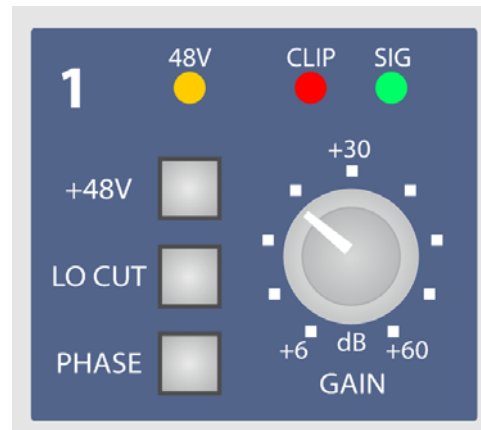 1
48V
CLIP
SIG
+48V
LO CUT
PHASE
+30
+6
dB
+60
GAIN